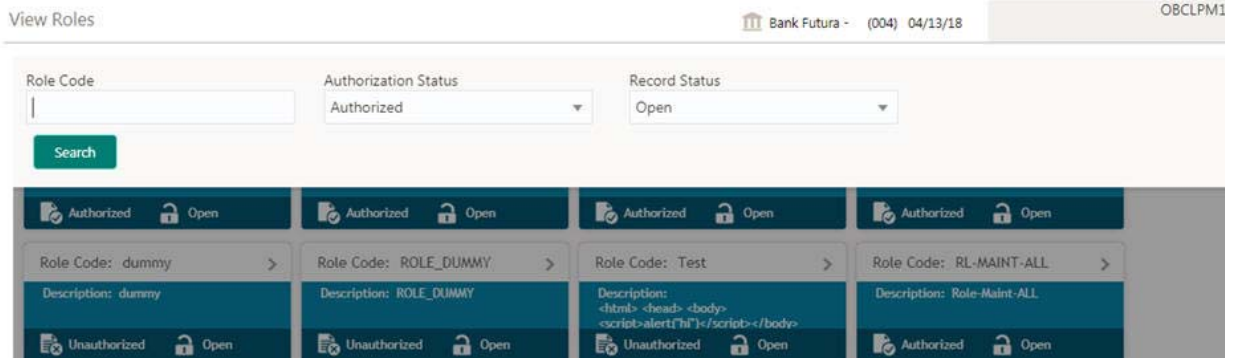 View Roles
Bank Futura - (004) 04/13/18
OBCLPM1
Role Code Authorization Status Record Status
Authorized Open
Search
Authorized Open Authorized Open Authorized Open Authorized Open
Role Code: dummy Role Code: ROLE_DUMMY Role Code: Test Role Code: RL-MAINT-ALL
Description: dummy Description: ROLE_DUMMY Description: Description: Role-Maint-ALL
<html> <head> <body>
<script>alert("hi")</script></body>
Unauthorized Open Unauthorized Open Unauthorized Open Authorized Open